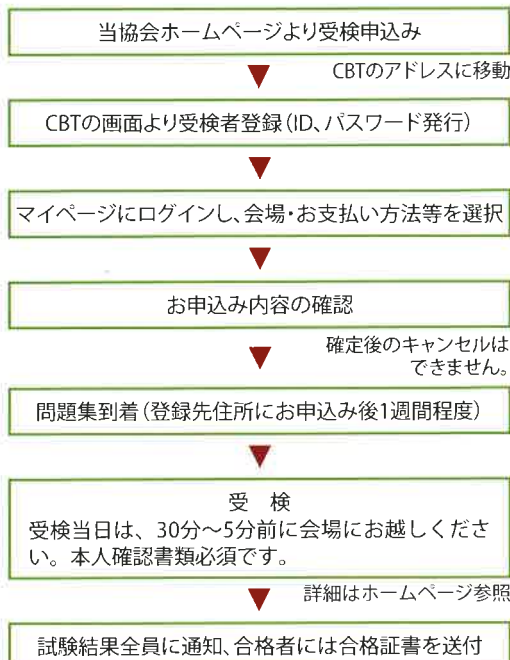 当協会ホームページより受検申込み
CBTのアドレスに移動
CBTの画面より受検者登録(ID、パスワード発行)
マイページにログインし、会場・お支払い方法等を選択
お申込み内容の確認
確定後のキャンセルは
できません。
問題集到着(登録先住所にお申込み後1週間程度)
受 検
受検当日は、30分～5分前に会場にお越しくださ
い。本人確認書類必須です。
詳細はホームページ参照
試験結果全員に通知、合格者には合格証書を送付